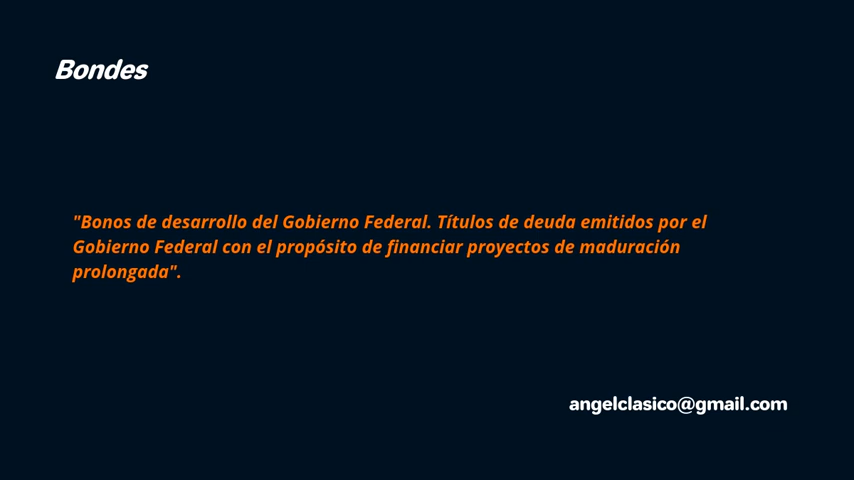 Bondes
"Bonos de desarrollo del Gobierno Federal. Títulos de deuda emitidos por el
Gobierno Federal con el propósito de financiar proyectos de maduración
prolongada".
angelclasico@gmail.com